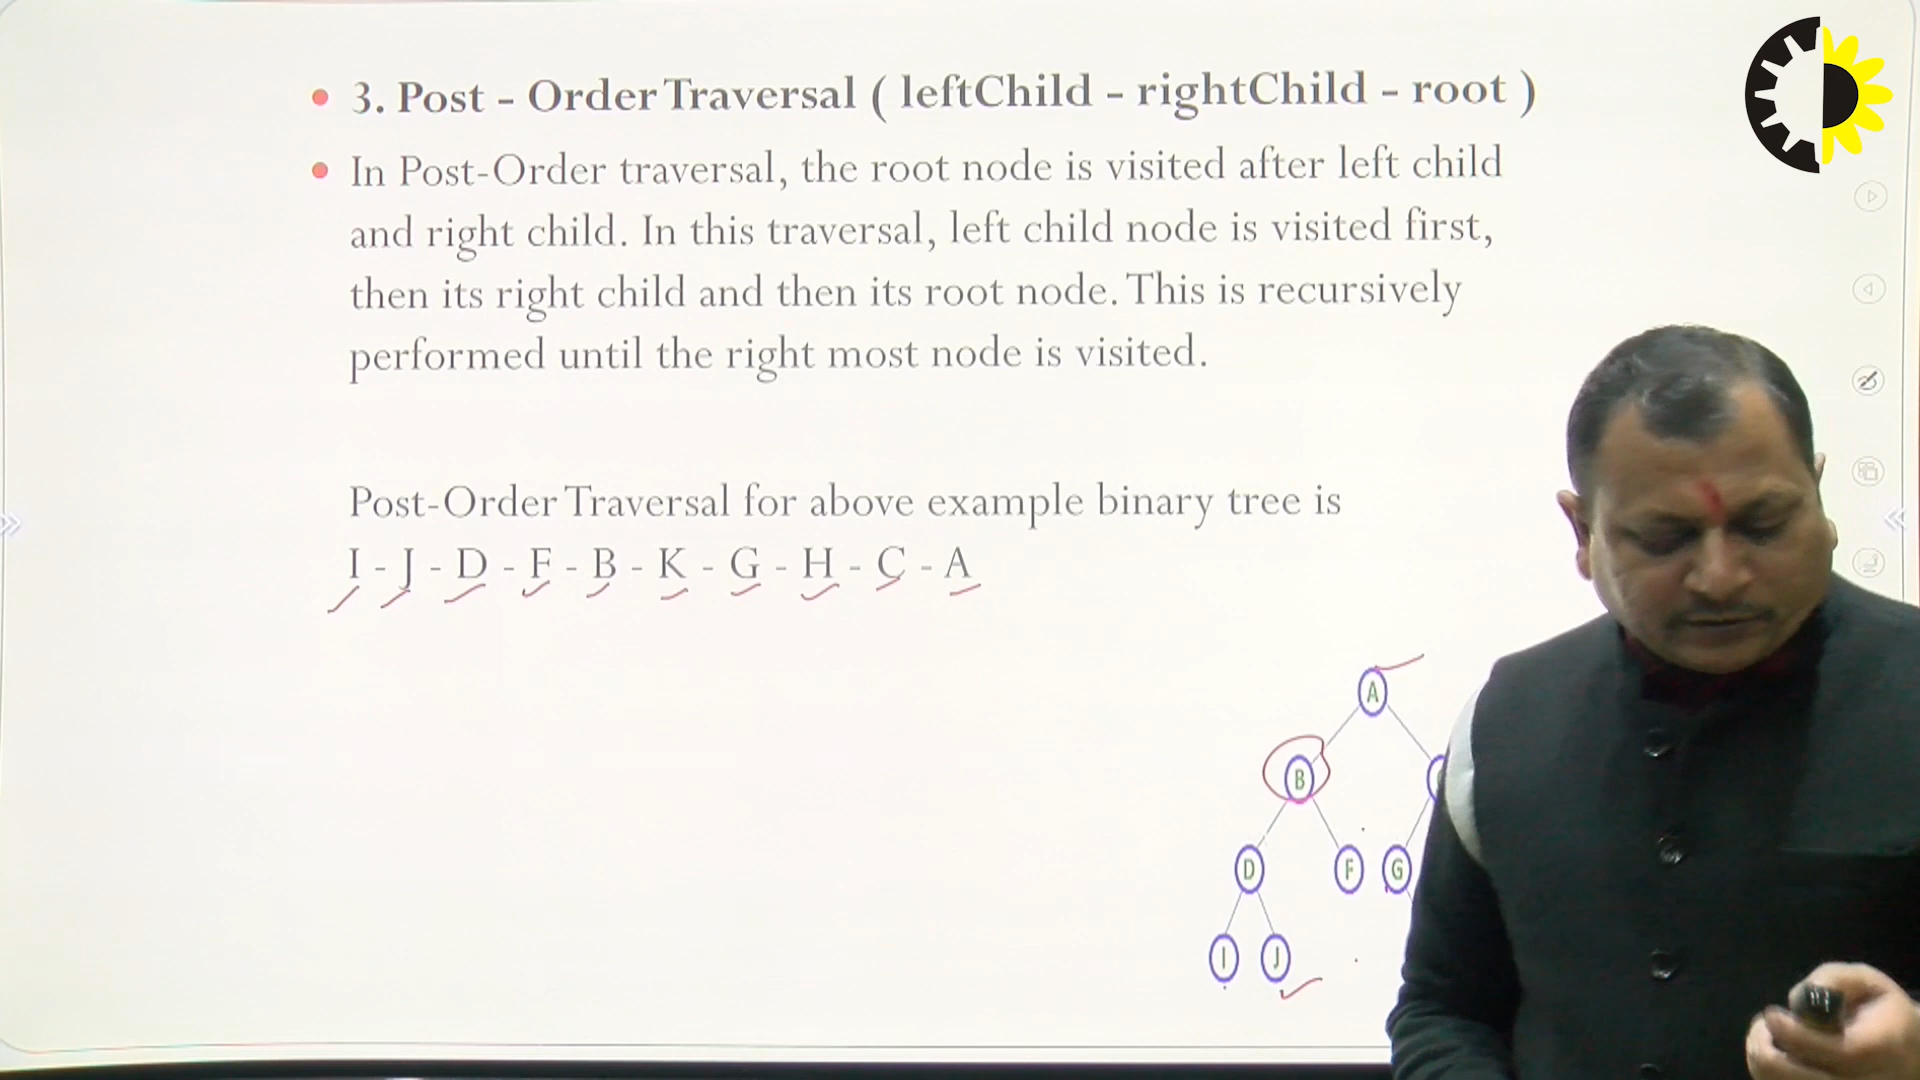 3. Post - Order Traversal ( leftChild - rightChild - root )
In Post-Order traversal, the root node is visited after left child
and right child. In this traversal, left child node is visited first,
then its right child and then its root node. This is recursively
performed until the right most node is visited.
Post-Order Traversal for above example binary tree is
I - J - D - F - B - K - G - H - C - A
A
B
D F G
I J